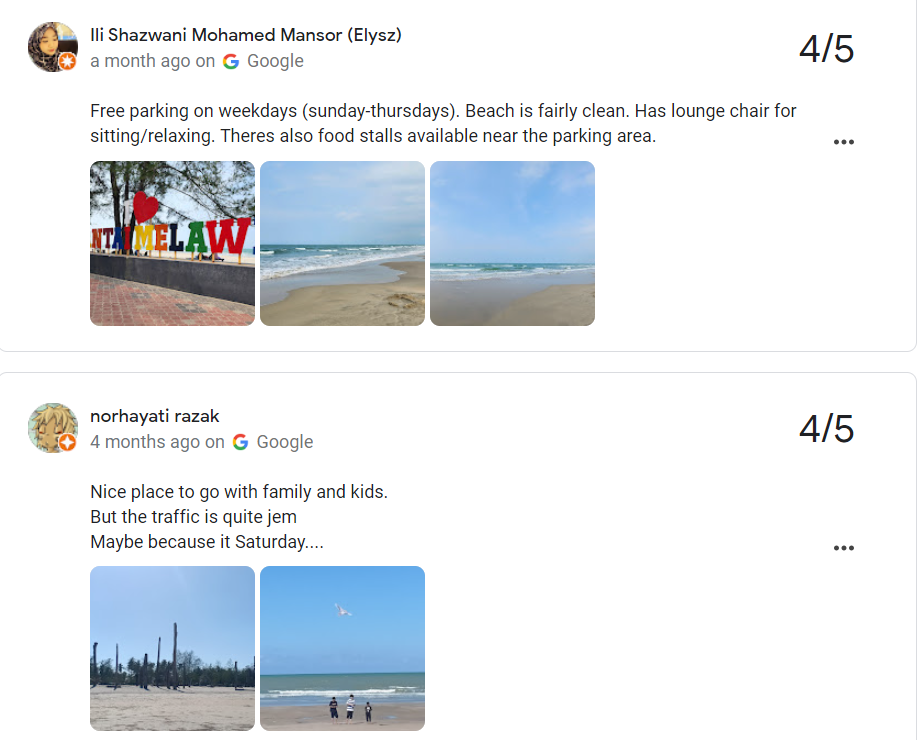 Ili Shazwani Mohamed Mansor (Elysz)
a month ago on Google
4/5
Free parking on weekdays (sunday-thursdays). Beach is fairly clean. Has lounge chair for
sitting/relaxing. Theres also food stalls available near the parking area.
NTAI MELAW
norhayati razak
4 months ago on Google
4/5
Nice place to go with family and kids.
But the traffic is quite jem
Maybe because it Saturday....